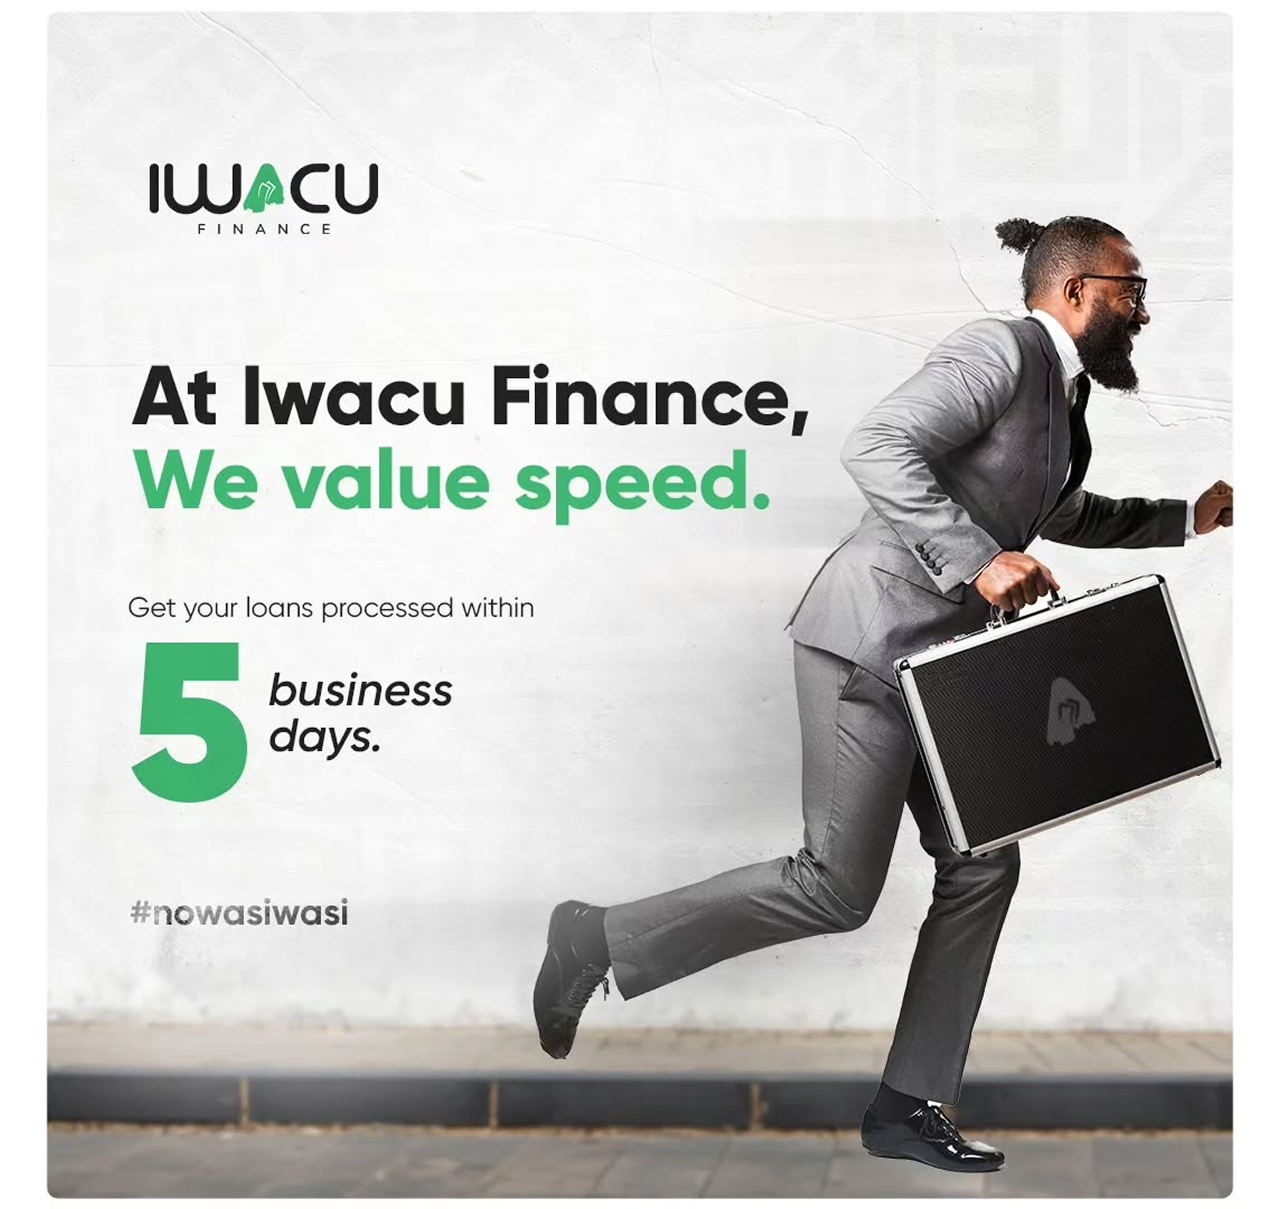 IWACU
FINANCE
At Iwacu Finance,
We value speed.
Get your loans processed within
5 business
days.
#nowasiwasi